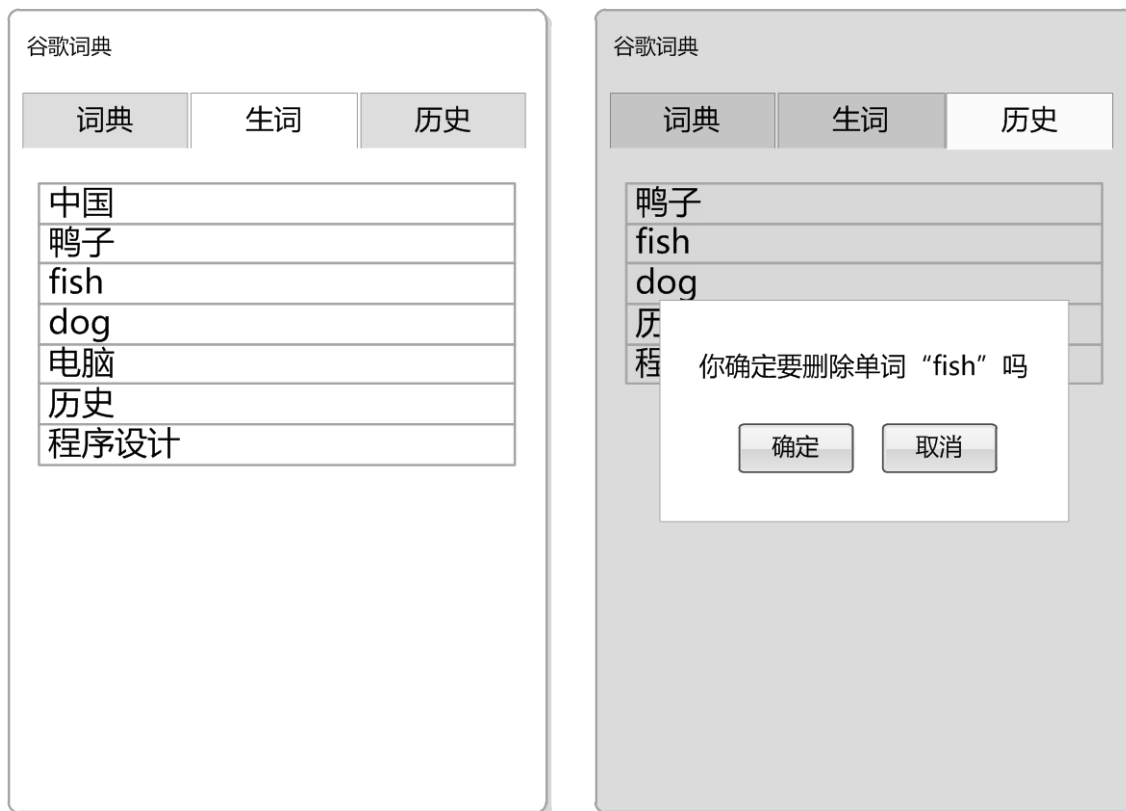 谷歌词典
词典 生词 历史
中国
鸭子
fish
dog
电脑
历史
程序设计
谷歌词典
词典 生词 历史
鸭子
fish
dog
历
程
你确定要删除单词“fish”吗
确定 取消